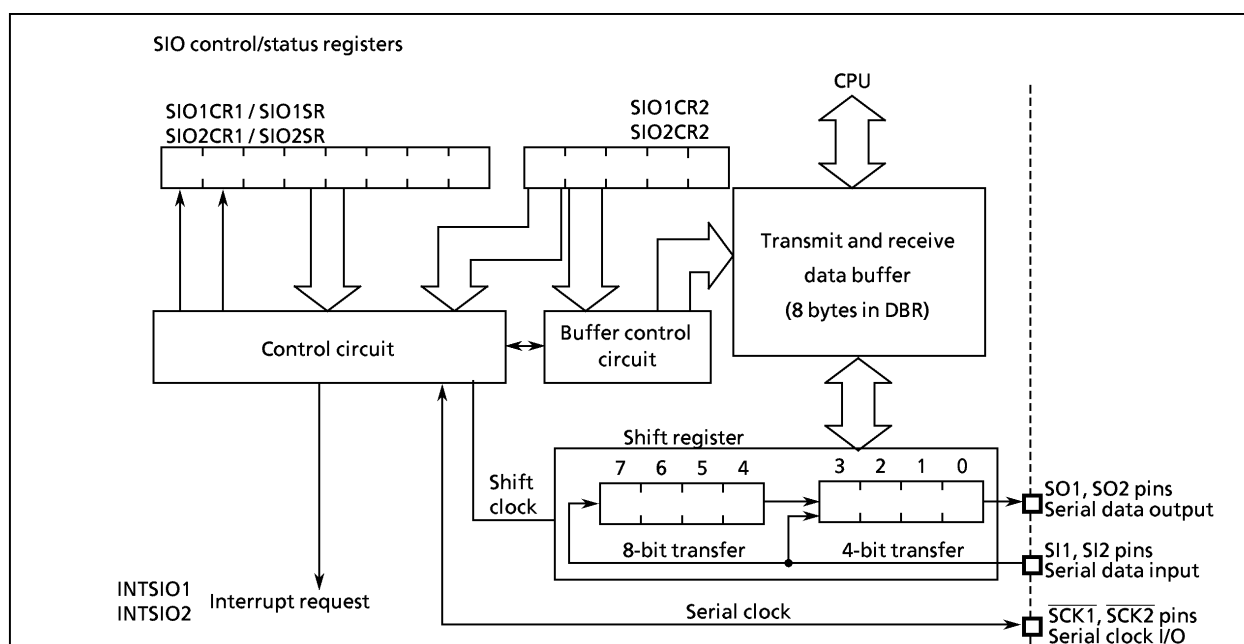 SIO control/status registers
CPU
SIO1CR1 / SIO1SR
SIO2CR1 / SIO2SR
SIO1CR2
SIO2CR2
Transmit and receive
data buffer
(8 bytes in DBR)
Control circuit
Buffer control
circuit
Shift register
7 6 5 4 3 2 1 0
Shift
clock
8-bit transfer
4-bit transfer
SO1, SO2 pins
Serial data output
SI1, SI2 pins
Serial data input
INTSIO1
INTSIO2
Interrupt request
Serial clock
S̅C̅K̅1̅, S̅C̅K̅2̅ pins
Serial clock I/O